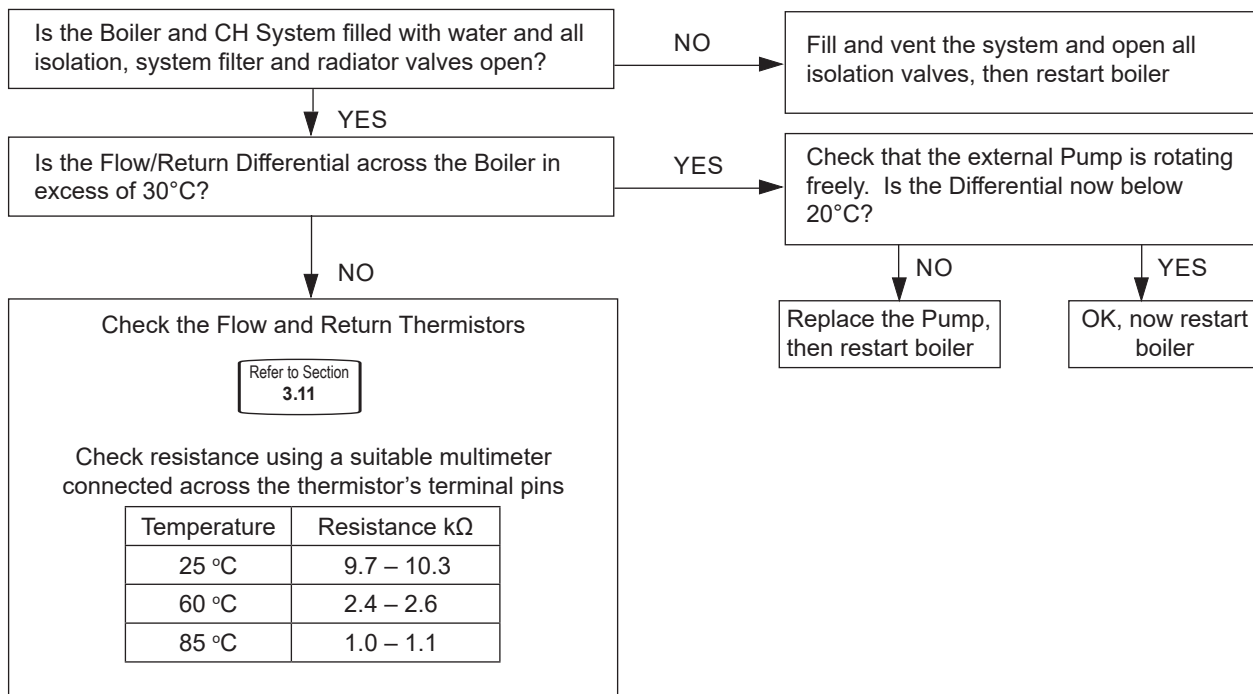 Is the Boiler and CH System filled with water and all
isolation, system filter and radiator valves open?
NO
Fill and vent the system and open all
isolation valves, then restart boiler
YES
Is the Flow/Return Differential across the Boiler in
excess of 30°C?
YES
Check that the external Pump is rotating
freely.  Is the Differential now below
20°C?
NO
NO
YES
Replace the Pump,
then restart boiler
OK, now restart
boiler
Check the Flow and Return Thermistors
Refer to Section
3.11
Check resistance using a suitable multimeter
connected across the thermistor’s terminal pins
Temperature Resistance kΩ
25 °C 9.7 – 10.3
60 °C 2.4 – 2.6
85 °C 1.0 – 1.1